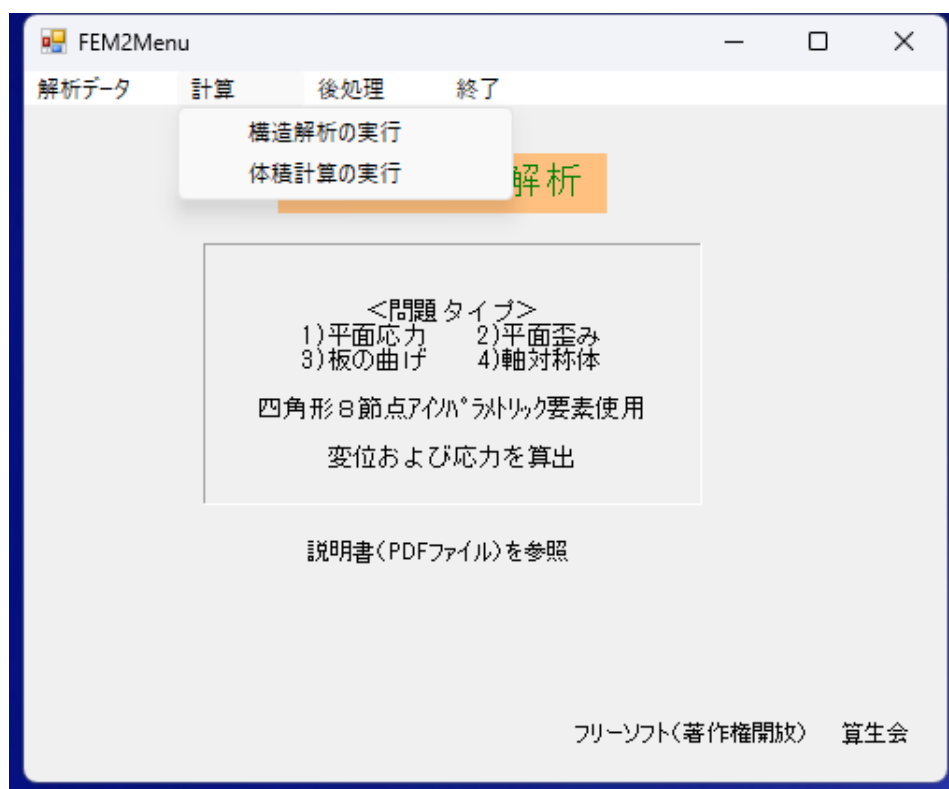 FEM2Menu
解析データ 計算 後処理 終了
構造解析の実行
体積計算の実行
解析
＜問題タイプ＞
1)平面応力 2)平面歪み
3)板の曲げ 4)軸対称体
四角形８節点ｱｲｿﾊﾟﾗﾒﾄﾘｯｸ要素使用
変位および応力を算出
説明書(PDFファイル)を参照
フリーソフト(著作権開放) 算生会